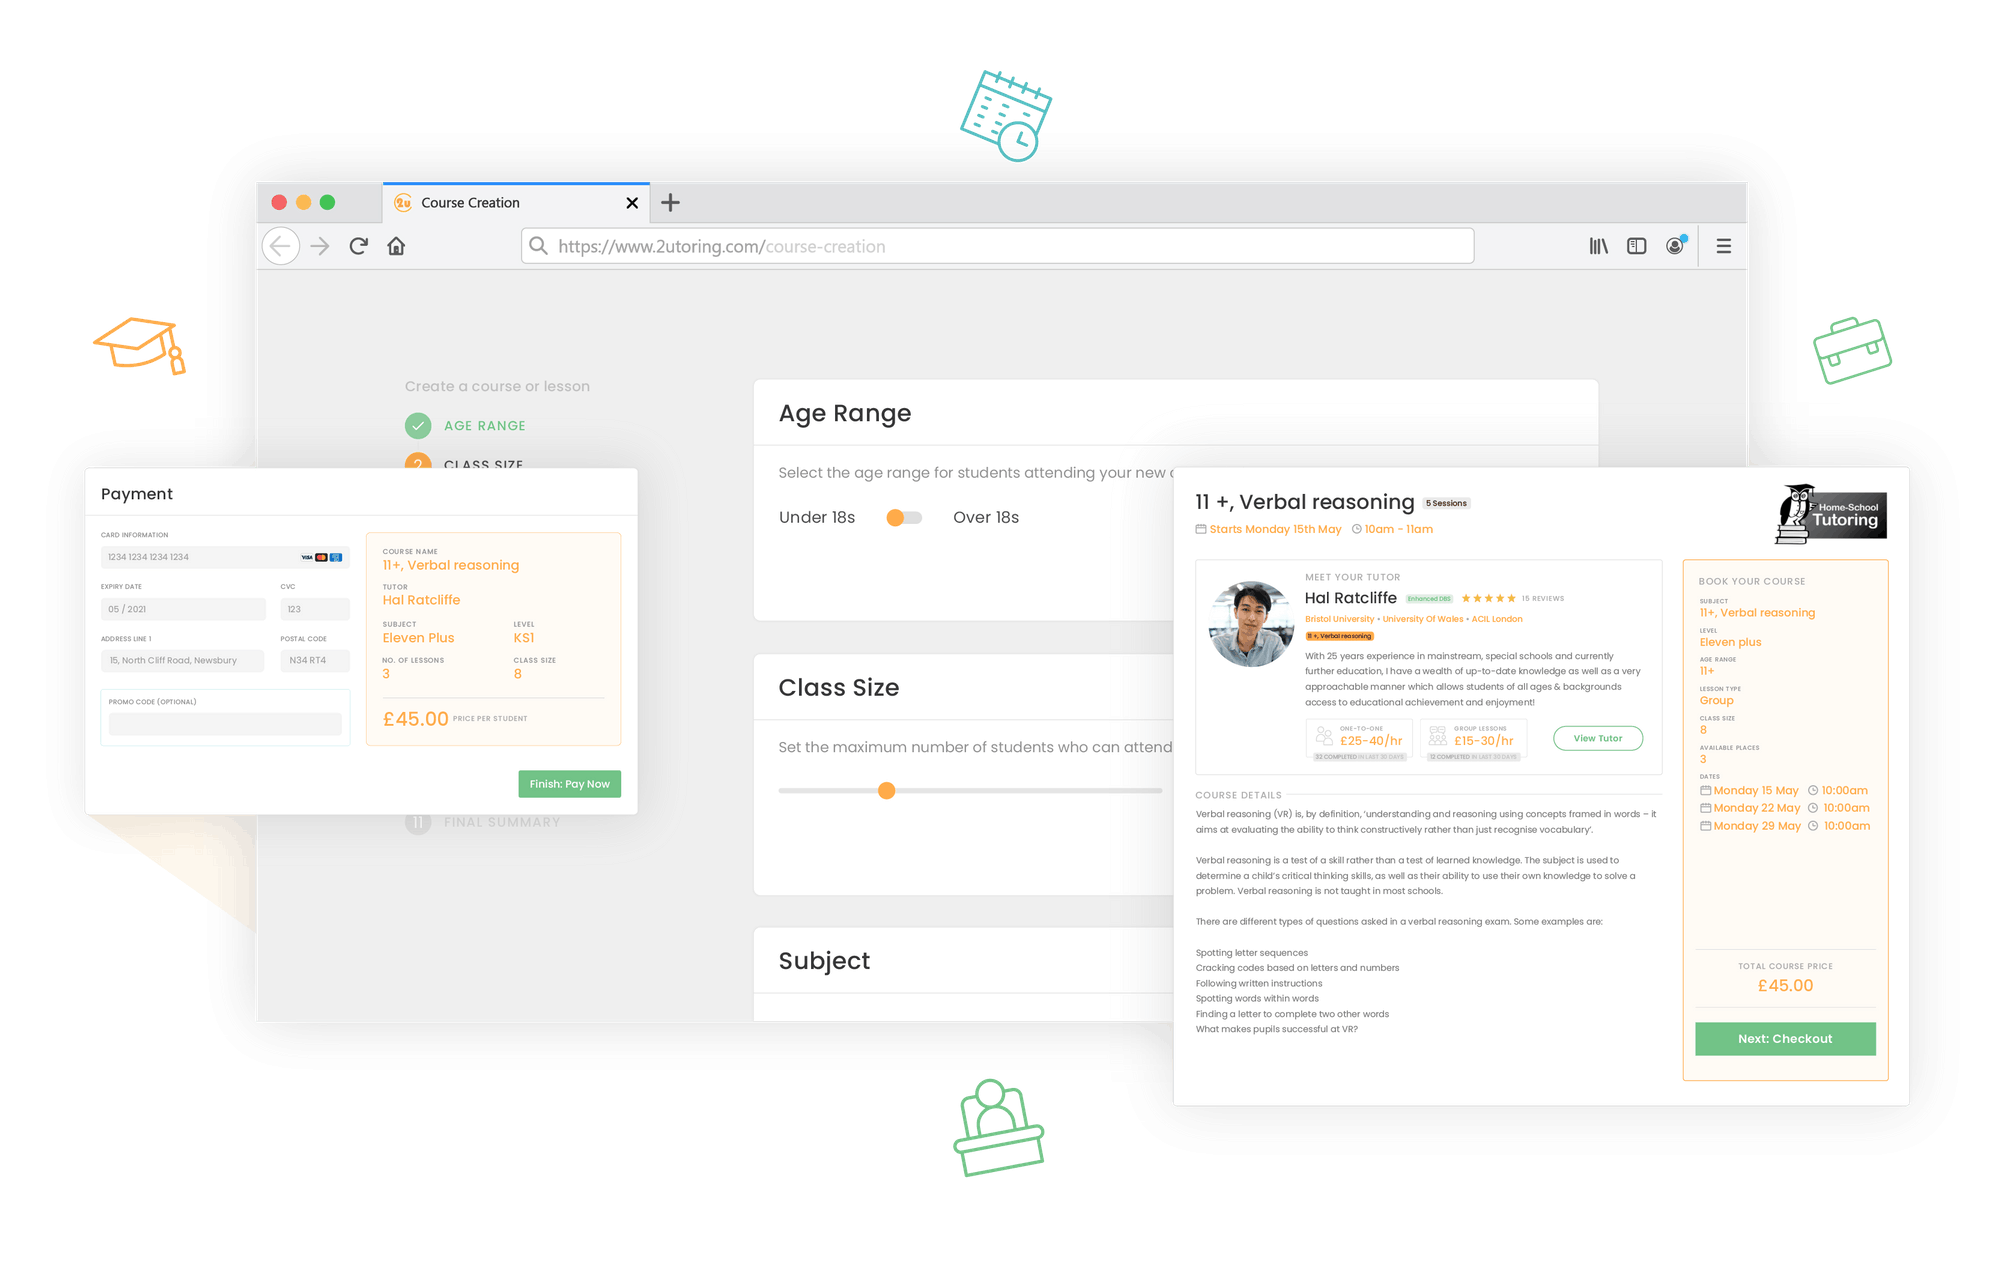 2u Course Creation
https://www.2utoring.com/course-creation
Create a course or lesson
AGE RANGE
2 CLASS SIZE
11 FINAL SUMMARY
Age Range
Select the age range for students attending your new
Under 18s Over 18s
Class Size
Set the maximum number of students who can attend
Subject
Payment
CARD INFORMATION
1234 1234 1234 1234 VISA
EXPIRY DATE CVC
05 / 2021 123
ADDRESS LINE 1 POSTAL CODE
15, North Cliff Road, Newsbury N34 RT4
PROMO CODE (OPTIONAL)
COURSE NAME
11+, Verbal reasoning
TUTOR
Hal Ratcliffe
SUBJECT LEVEL
Eleven Plus KS1
NO. OF LESSONS CLASS SIZE
3 8
£45.00 PRICE PER STUDENT
Finish: Pay Now
11 +, Verbal reasoning 5 Sessions
Starts Monday 15th May 10am - 11am
Home-School
Tutoring
MEET YOUR TUTOR
Hal Ratcliffe Enhanced DBS 15 REVIEWS
Bristol University • University Of Wales • ACIL London
11 +, Verbal reasoning
With 25 years experience in mainstream, special schools and currently
further education, I have a wealth of up-to-date knowledge as well as a very
approachable manner which allows students of all ages & backgrounds
access to educational achievement and enjoyment!
ONE-TO-ONE
£25-40/hr
32 COMPLETED IN LAST 30 DAYS
GROUP LESSONS
£15-30/hr
12 COMPLETED IN LAST 30 DAYS
View Tutor
COURSE DETAILS
Verbal reasoning (VR) is, by definition, 'understanding and reasoning using concepts framed in words – it
aims at evaluating the ability to think constructively rather than just recognise vocabulary'.
Verbal reasoning is a test of a skill rather than a test of learned knowledge. The subject is used to
determine a child's critical thinking skills, as well as their ability to use their own knowledge to solve a
problem. Verbal reasoning is not taught in most schools.
There are different types of questions asked in a verbal reasoning exam. Some examples are:
Spotting letter sequences
Cracking codes based on letters and numbers
Following written instructions
Spotting words within words
Finding a letter to complete two other words
What makes pupils successful at VR?
BOOK YOUR COURSE
SUBJECT
11+, Verbal reasoning
LEVEL
Eleven plus
AGE RANGE
11+
LESSON TYPE
Group
CLASS SIZE
8
AVAILABLE PLACES
3
DATES
Monday 15 May 10:00am
Monday 22 May 10:00am
Monday 29 May 10:00am
TOTAL COURSE PRICE
£45.00
Next: Checkout